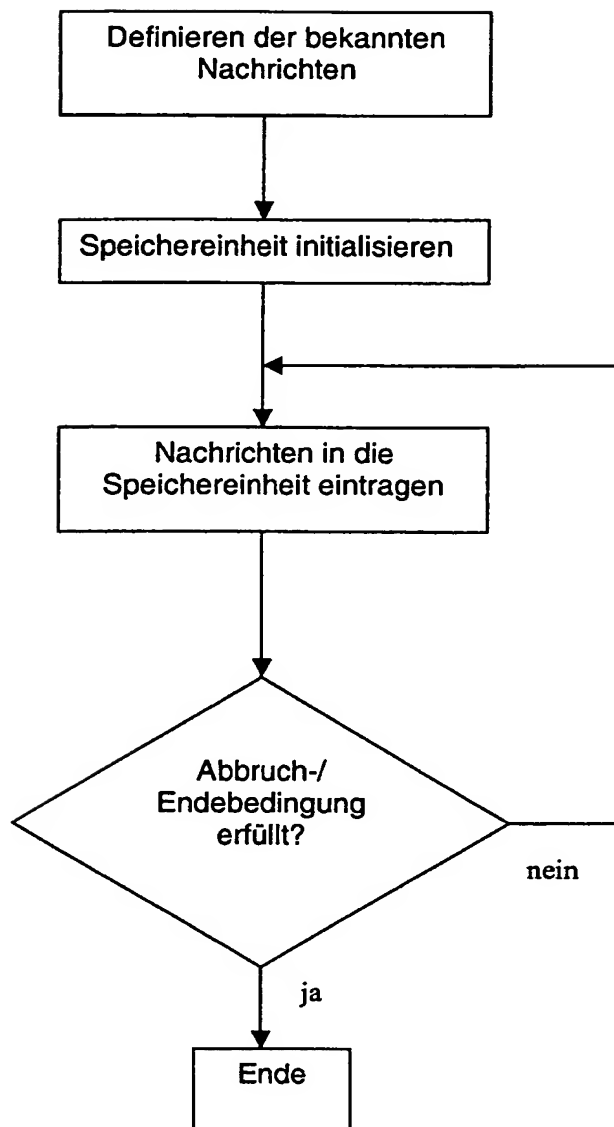 Definieren der bekannten
Nachrichten
Speichereinheit initialisieren
Nachrichten in die
Speichereinheit eintragen
Abbruch-/
Endebedingung
erfüllt?
nein
ja
Ende